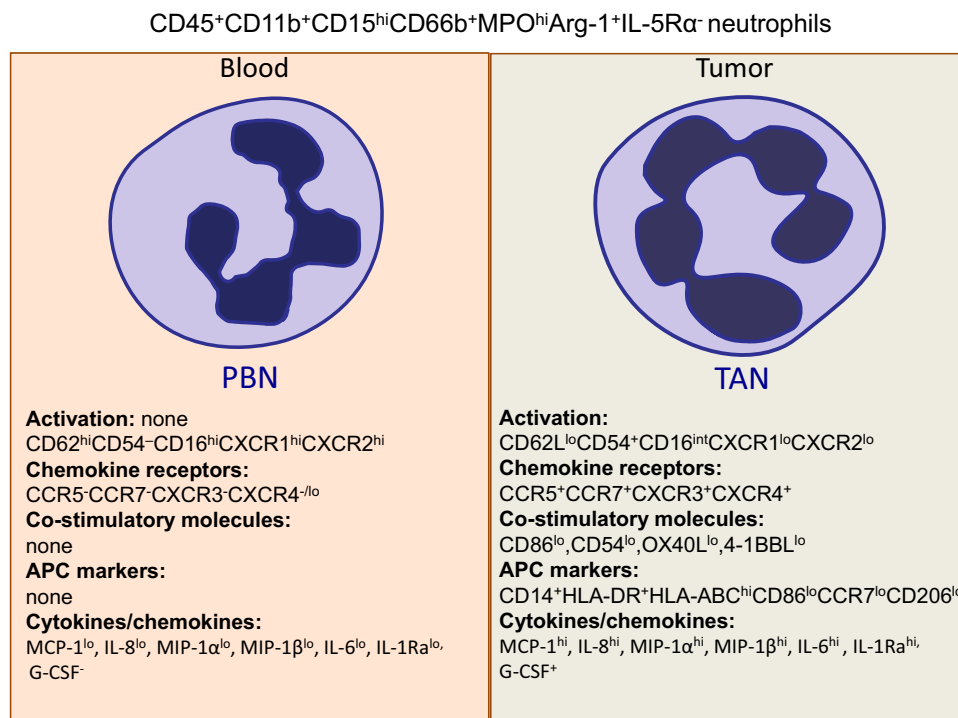 CD45⁺CD11b⁺CD15ʰⁱCD66b⁺MPOʰⁱArg-1⁺IL-5Rα⁻ neutrophils
Blood
PBN
Activation: none
CD62ʰⁱCD54⁻CD16ʰⁱCXCR1ʰⁱCXCR2ʰⁱ
Chemokine receptors:
CCR5⁻CCR7⁻CXCR3⁻CXCR4⁻/ˡᵒ
Co-stimulatory molecules:
none
APC markers:
none
Cytokines/chemokines:
MCP-1ˡᵒ, IL-8ˡᵒ, MIP-1αˡᵒ, MIP-1βˡᵒ, IL-6ˡᵒ, IL-1Raˡᵒ,
G-CSF⁻
Tumor
TAN
Activation:
CD62LˡᵒCD54⁺CD16ⁱⁿᵗCXCR1ˡᵒCXCR2ˡᵒ
Chemokine receptors:
CCR5⁺CCR7⁺CXCR3⁺CXCR4⁺
Co-stimulatory molecules:
CD86ˡᵒ,CD54ˡᵒ,OX40Lˡᵒ,4-1BBLˡᵒ
APC markers:
CD14⁺HLA-DR⁺HLA-ABCʰⁱCD86ˡᵒCCR7ˡᵒCD206ˡᵒ
Cytokines/chemokines:
MCP-1ʰⁱ, IL-8ʰⁱ, MIP-1αʰⁱ, MIP-1βʰⁱ, IL-6ʰⁱ , IL-1Raʰⁱ,
G-CSF⁺